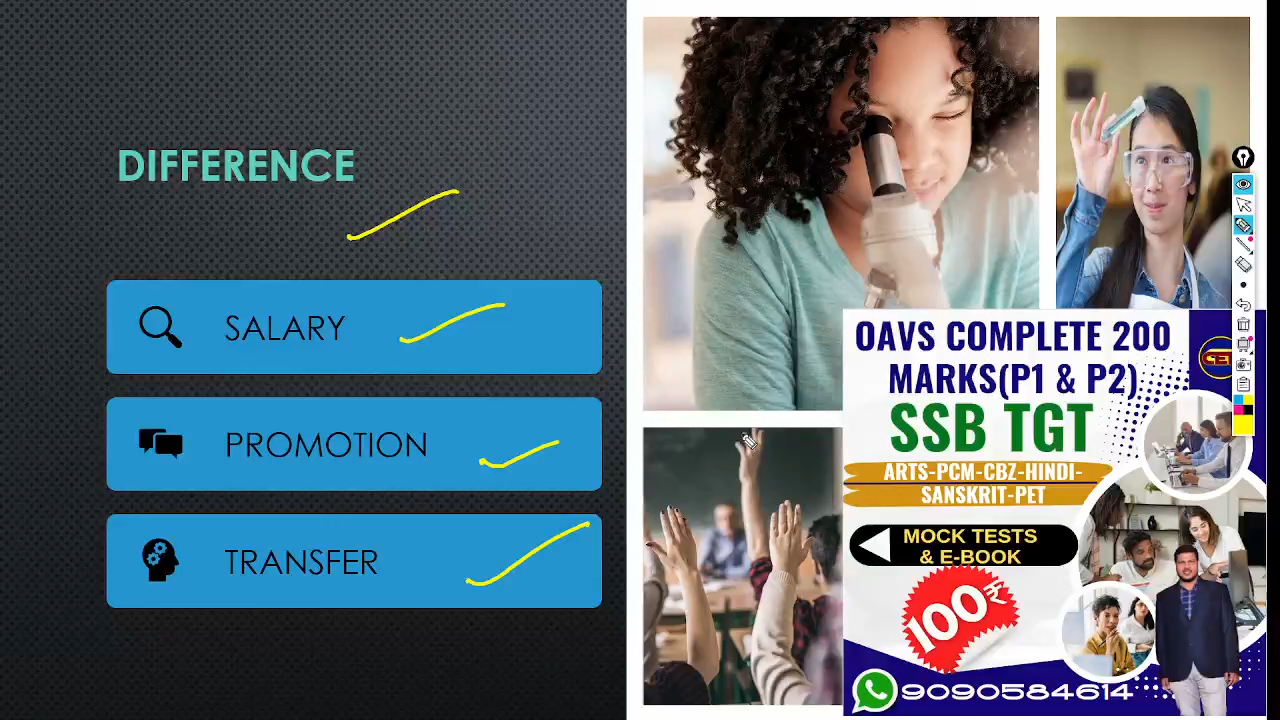 DIFFERENCE
SALARY
PROMOTION
TRANSFER
OAVS COMPLETE 200
MARKS(P1 & P2)
SSB TGT
ARTS-PCM-CBZ-HINDI-
SANSKRIT-PET
MOCK TESTS
& E-BOOK
100₹
9090584614